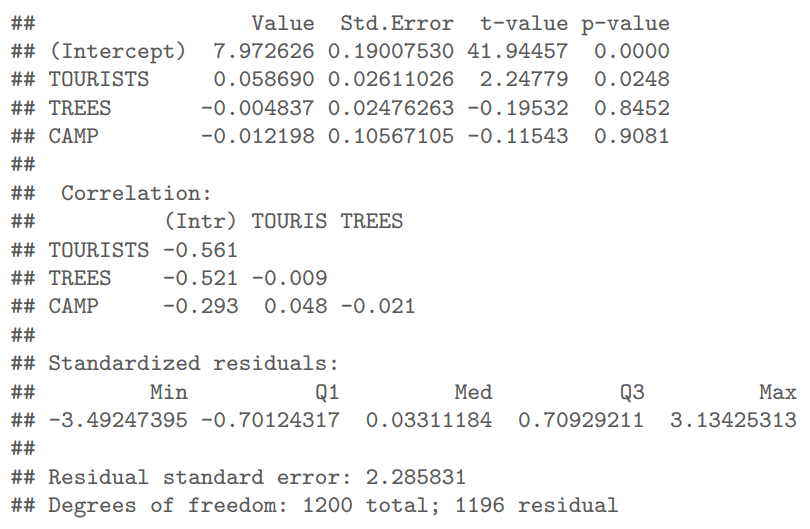 ##                 Value  Std.Error  t-value p-value
## (Intercept)  7.972626 0.19007530 41.94457  0.0000
## TOURISTS     0.058690 0.02611026  2.24779  0.0248
## TREES       -0.004837 0.02476263 -0.19532  0.8452
## CAMP        -0.012198 0.10567105 -0.11543  0.9081
##
##  Correlation:
##          (Intr) TOURIS TREES
## TOURISTS -0.561
## TREES    -0.521 -0.009
## CAMP     -0.293  0.048 -0.021
##
## Standardized residuals:
##         Min          Q1         Med          Q3         Max
## -3.49247395 -0.70124317  0.03311184  0.70929211  3.13425313
##
## Residual standard error: 2.285831
## Degrees of freedom: 1200 total; 1196 residual